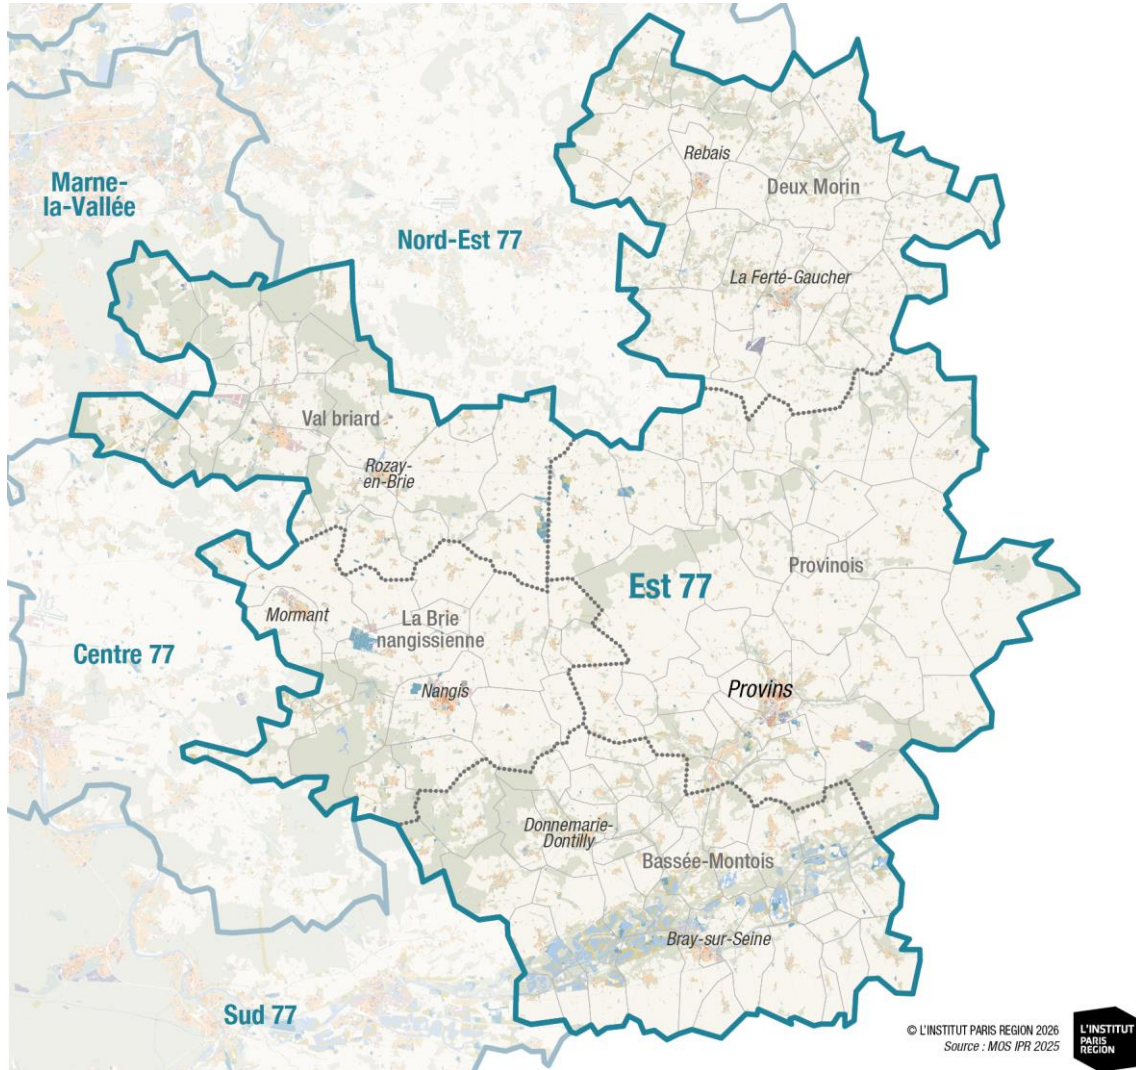 Rebais
Marne-
la-Vallée
Deux Morin
Nord-Est 77
La Ferté-Gaucher
Val briard
Rozay-
en-Brie
Provinois
Est 77
Mormant
La Brie
nangissienne
Centre 77
Nangis
Provins
Donnemarie-
Dontilly
Bassée-Montois
Bray-sur-Seine
Sud 77
© L'INSTITUT PARIS REGION 2026
Source : MOS IPR 2025
L'INSTITUT
PARIS
REGION